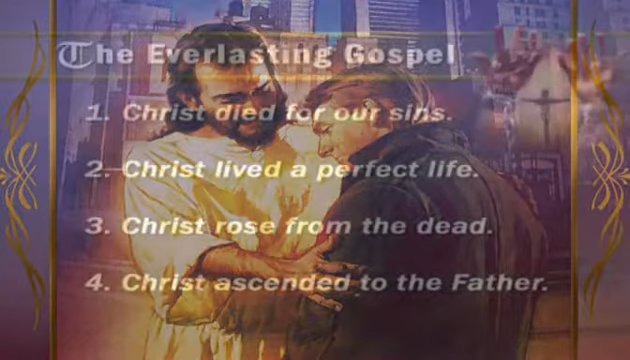 The Everlasting Gospel
1. Christ died for our sins.
2. Christ lived a perfect life.
3. Christ rose from the dead.
4. Christ ascended to the Father.